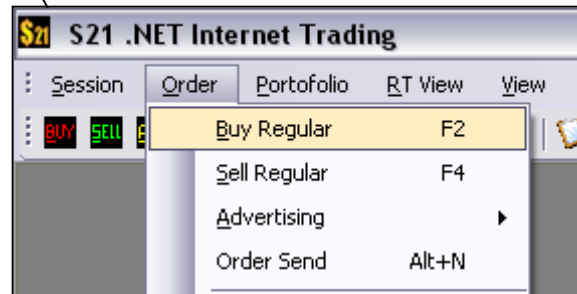 S21 S21 .NET Internet Trading
Session Order Portofolio RT View View
BUY SELL
Buy Regular F2
Sell Regular F4
Advertising
Order Send Alt+N